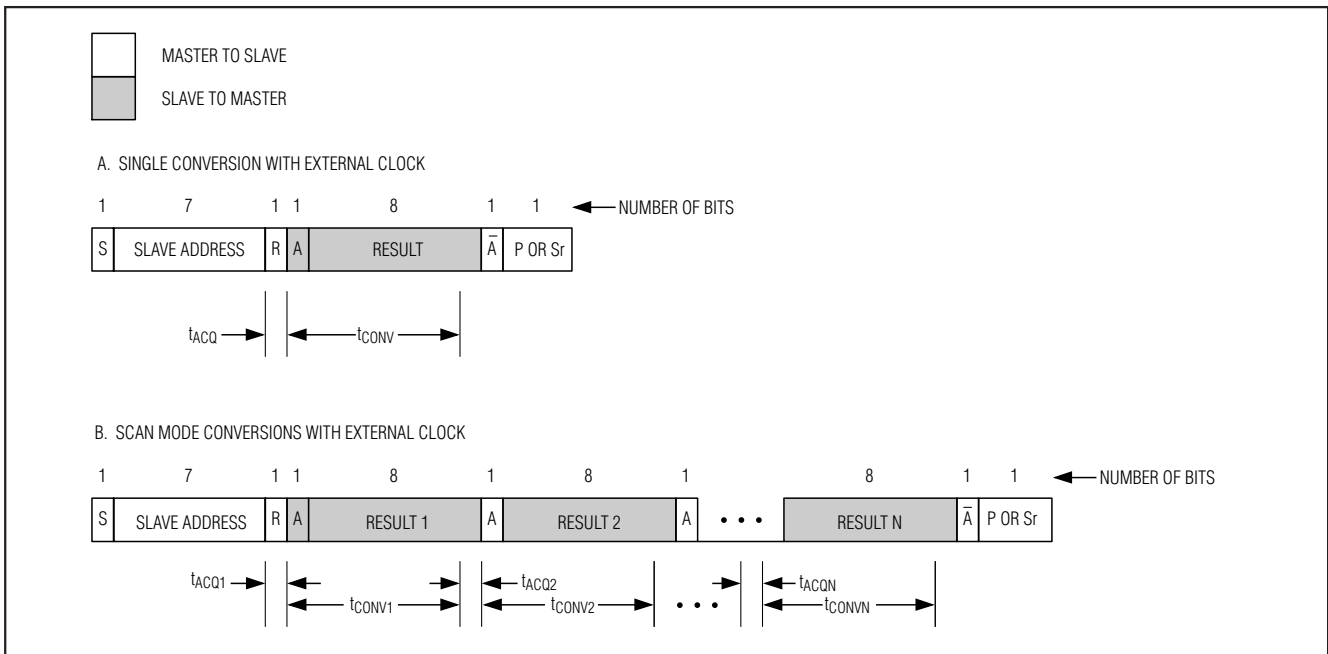 MASTER TO SLAVE
SLAVE TO MASTER
A. SINGLE CONVERSION WITH EXTERNAL CLOCK
1 7 1 1 8 1 1 NUMBER OF BITS
S SLAVE ADDRESS R A RESULT A̅ P OR Sr
tACQ tCONV
B. SCAN MODE CONVERSIONS WITH EXTERNAL CLOCK
1 7 1 1 8 1 8 1 8 1 1 NUMBER OF BITS
S SLAVE ADDRESS R A RESULT 1 A RESULT 2 A • • • RESULT N A̅ P OR Sr
tACQ1 tACQ2 tACQN
tCONV1 tCONV2 • • • tCONVN